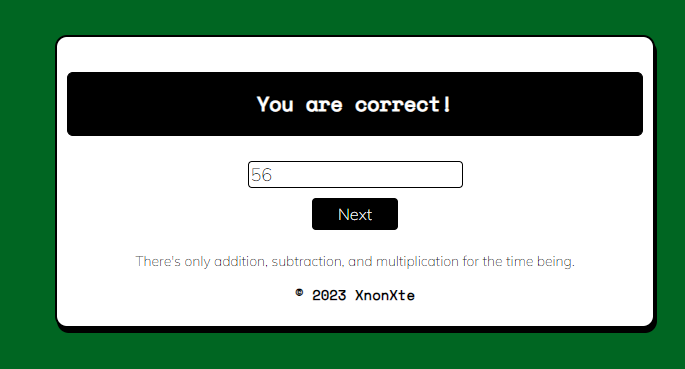 You are correct!
56
Next
There's only addition, subtraction, and multiplication for the time being.
© 2023 XnonXte